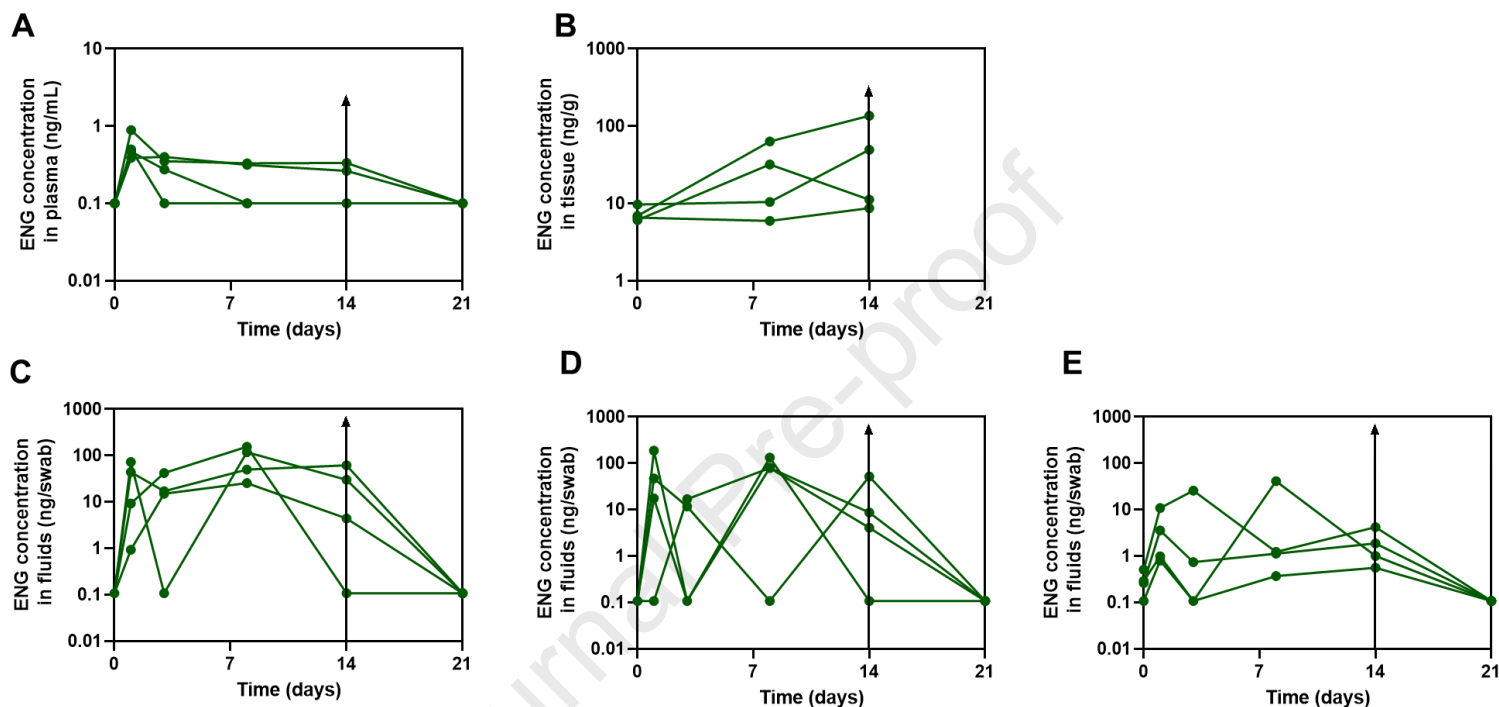 A
ENG concentration
in plasma (ng/mL)
10
1
0.1
0.01
0
7
14
21
Time (days)
B
ENG concentration
in tissue (ng/g)
1000
100
10
1
0
7
14
21
Time (days)
C
ENG concentration
in fluids (ng/swab)
1000
100
10
1
0.1
0.01
0
7
14
21
Time (days)
D
ENG concentration
in fluids (ng/swab)
1000
100
10
1
0.1
0.01
0
7
14
21
Time (days)
E
ENG concentration
in fluids (ng/swab)
1000
100
10
1
0.1
0.01
0
7
14
21
Time (days)
urnal Pre-proof